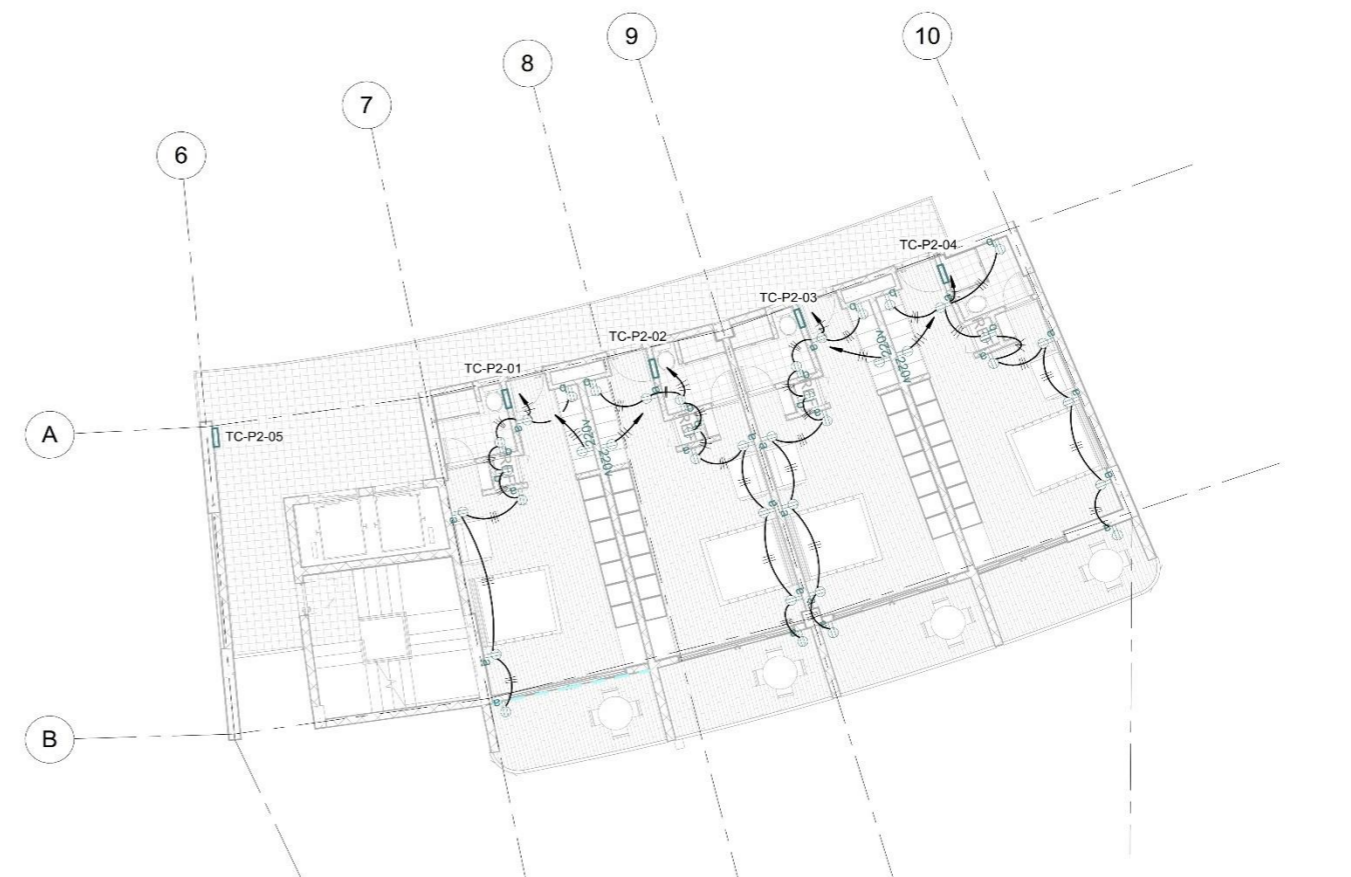 9
10
8
7
6
TC-P2-04
TC-P2-03
TC-P2-02
TC-P2-01
220v
220v
REF
REF
A
TC-P2-05
220v
220v
REF
REF
B